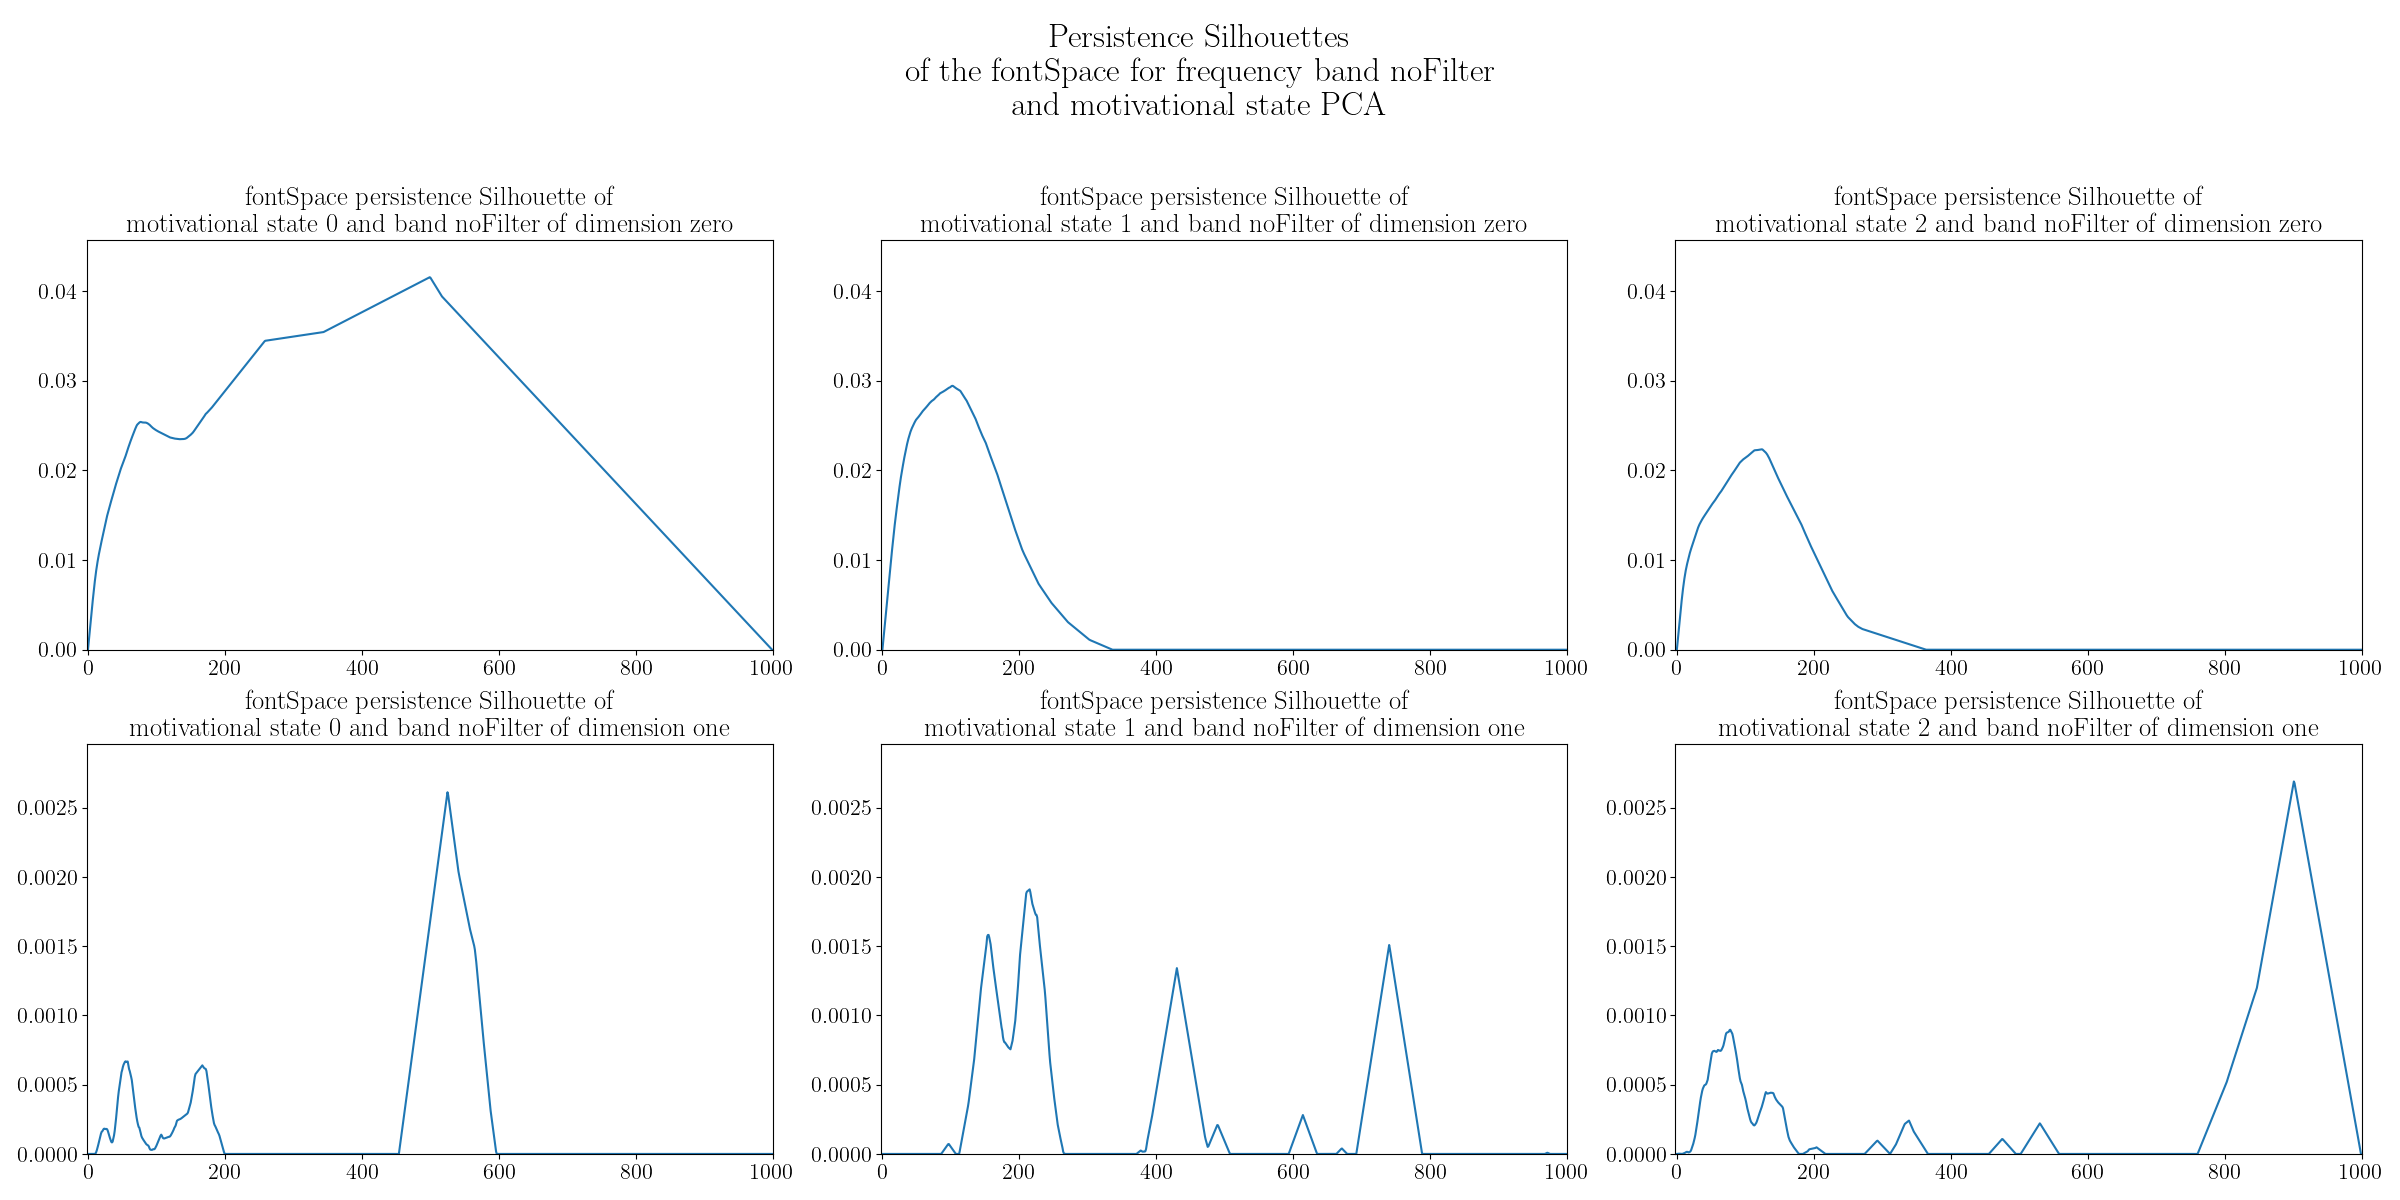 Persistence Silhouettes
of the fontSpace for frequency band noFilter
and motivational state PCA
fontSpace persistence Silhouette of
motivational state 0 and band noFilter of dimension zero
0.04
0.03
0.02
0.01
0.00
0 200 400 600 800 1000
fontSpace persistence Silhouette of
motivational state 1 and band noFilter of dimension zero
0.04
0.03
0.02
0.01
0.00
0 200 400 600 800 1000
fontSpace persistence Silhouette of
motivational state 2 and band noFilter of dimension zero
0.04
0.03
0.02
0.01
0.00
0 200 400 600 800 1000
fontSpace persistence Silhouette of
motivational state 0 and band noFilter of dimension one
0.0025
0.0020
0.0015
0.0010
0.0005
0.0000
0 200 400 600 800 1000
fontSpace persistence Silhouette of
motivational state 1 and band noFilter of dimension one
0.0025
0.0020
0.0015
0.0010
0.0005
0.0000
0 200 400 600 800 1000
fontSpace persistence Silhouette of
motivational state 2 and band noFilter of dimension one
0.0025
0.0020
0.0015
0.0010
0.0005
0.0000
0 200 400 600 800 1000